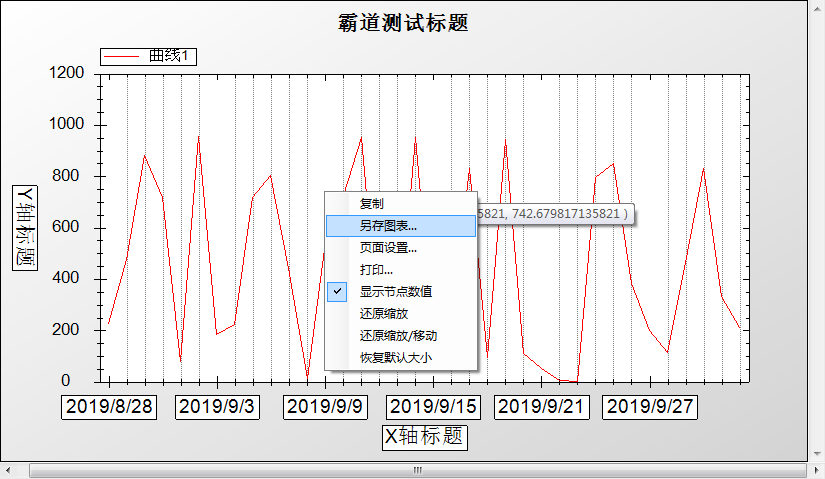 霸道测试标题
曲线1
1200
1000
800
600
400
200
0
Y轴标题
复制
另存图表...
页面设置...
打印...
显示节点数值
还原缩放
还原缩放/移动
恢复默认大小
5821, 742.679817135821 )
2019/8/28
2019/9/3
2019/9/9
2019/9/15
2019/9/21
2019/9/27
X轴标题